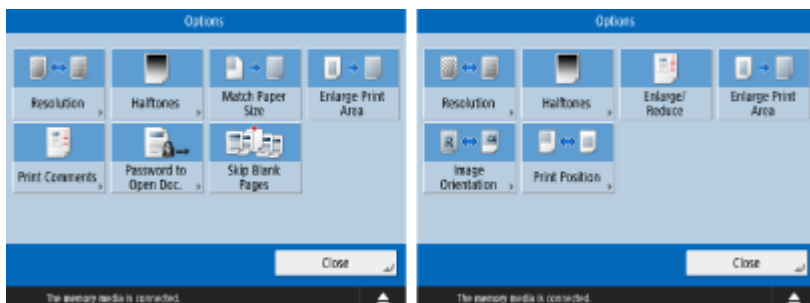 Options
Resolution
Halftones
Match Paper
Size
Enlarge Print
Area
Print Comments
Password to
Open Doc.
Skip Blank
Pages
Close
The memory media is connected.
Options
Resolution
Halftones
Enlarge/
Reduce
Enlarge Print
Area
Image
Orientation
Print Position
Close
The memory media is connected.